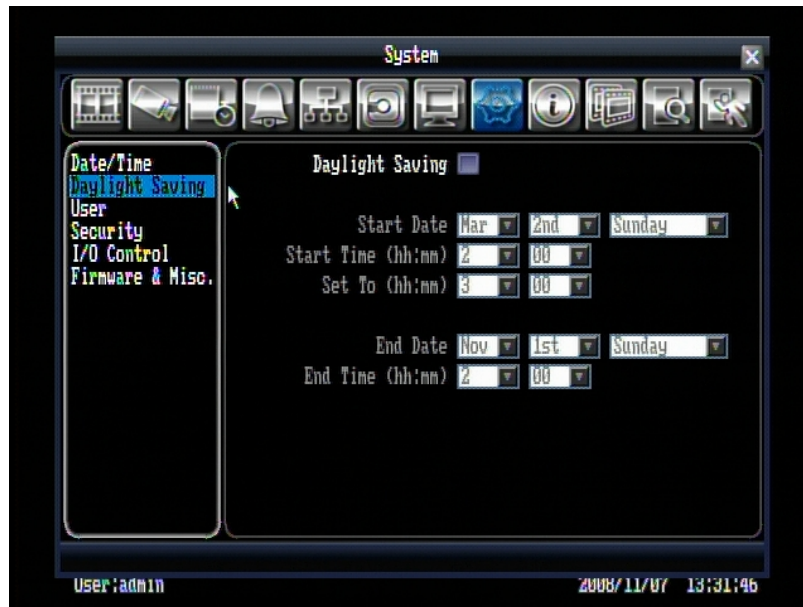 System
Date/Time
Daylight Saving
User
Security
I/O Control
Firmware & Misc.
Daylight Saving
Start Date Mar 2nd Sunday
Start Time (hh:mm) 2 00
Set To (hh:mm) 3 00
End Date Nov 1st Sunday
End Time (hh:mm) 2 00
User:admin 2008/11/07 13:31:46